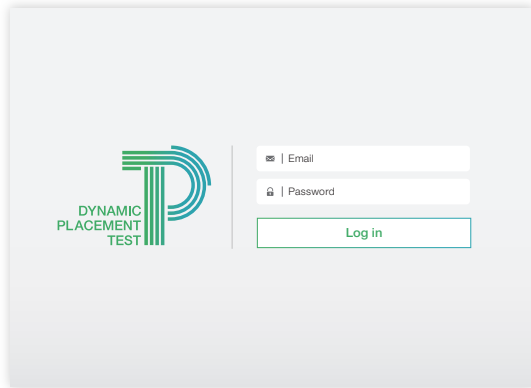 DYNAMIC
PLACEMENT
TEST
Email
Password
Log in